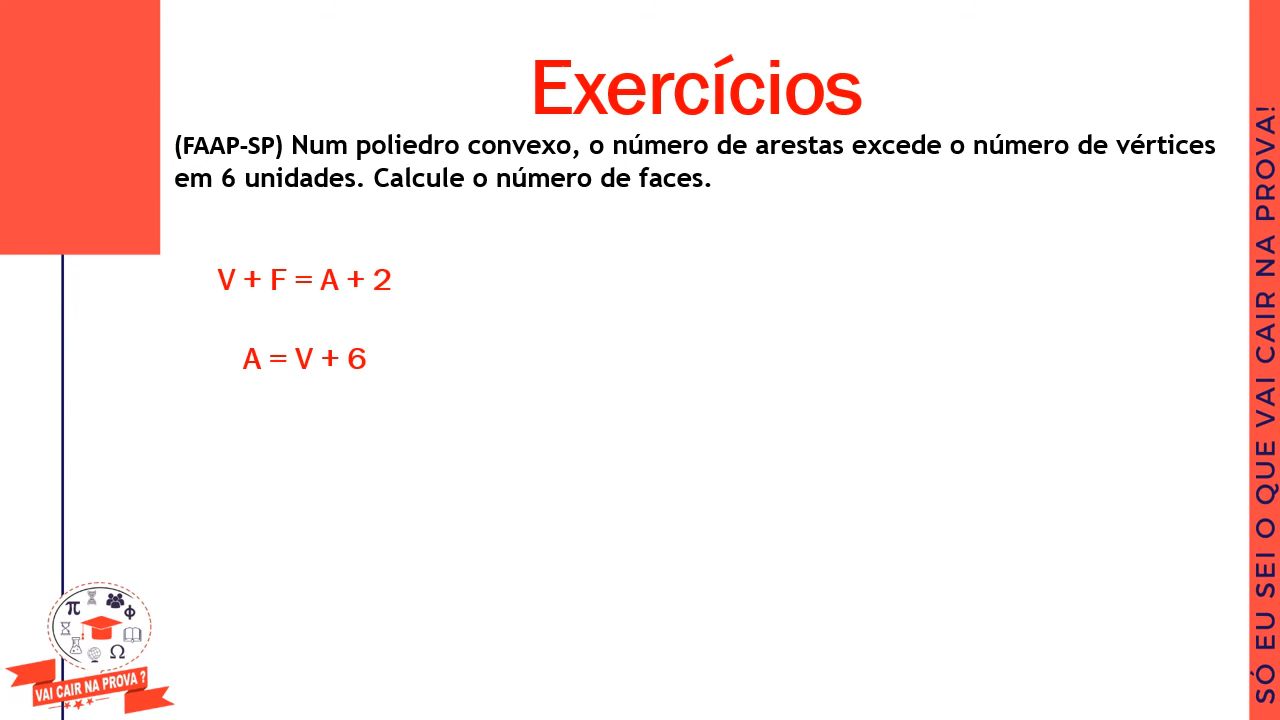 Exercícios
(FAAP-SP) Num poliedro convexo, o número de arestas excede o número de vértices
em 6 unidades. Calcule o número de faces.
V + F = A + 2
A = V + 6
SÓ EU SEI O QUE VAI CAIR NA PROVA!
π
Φ
Ω
VAI CAIR NA PROVA ?